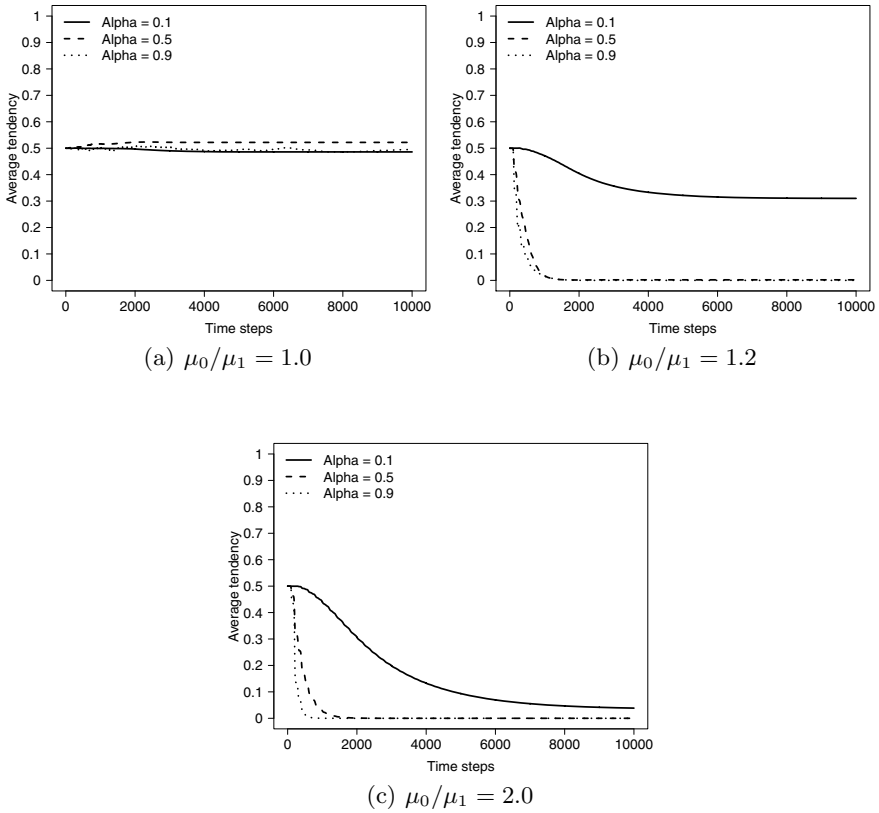 Average tendency
1
0.9
0.8
0.7
0.6
0.5
0.4
0.3
0.2
0.1
0
Alpha = 0.1
Alpha = 0.5
Alpha = 0.9
0 2000 4000 6000 8000 10000
Time steps
(a) μ₀/μ₁ = 1.0
Average tendency
1
0.9
0.8
0.7
0.6
0.5
0.4
0.3
0.2
0.1
0
Alpha = 0.1
Alpha = 0.5
Alpha = 0.9
0 2000 4000 6000 8000 10000
Time steps
(b) μ₀/μ₁ = 1.2
Average tendency
1
0.9
0.8
0.7
0.6
0.5
0.4
0.3
0.2
0.1
0
Alpha = 0.1
Alpha = 0.5
Alpha = 0.9
0 2000 4000 6000 8000 10000
Time steps
(c) μ₀/μ₁ = 2.0